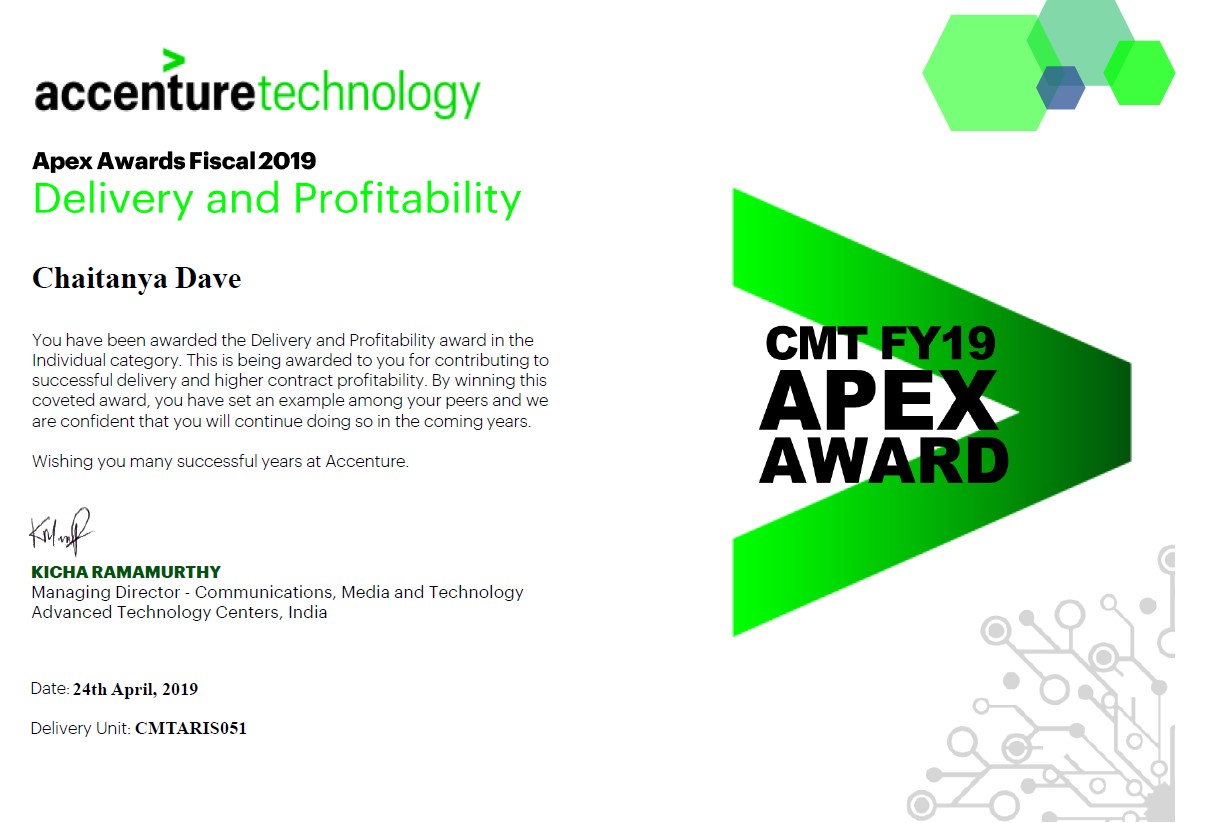 accenturetechnology
Apex Awards Fiscal 2019
Delivery and Profitability
Chaitanya Dave
You have been awarded the Delivery and Profitability award in the
Individual category. This is being awarded to you for contributing to
successful delivery and higher contract profitability. By winning this
coveted award, you have set an example among your peers and we
are confident that you will continue doing so in the coming years.
Wishing you many successful years at Accenture.
KICHA RAMAMURTHY
Managing Director - Communications, Media and Technology
Advanced Technology Centers, India
Date: 24th April, 2019
Delivery Unit: CMTARIS051
CMT FY19
APEX
AWARD